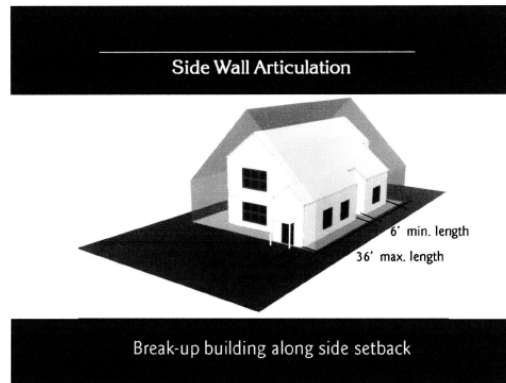 Side Wall Articulation
6' min. length
36' max. length
Break-up building along side setback